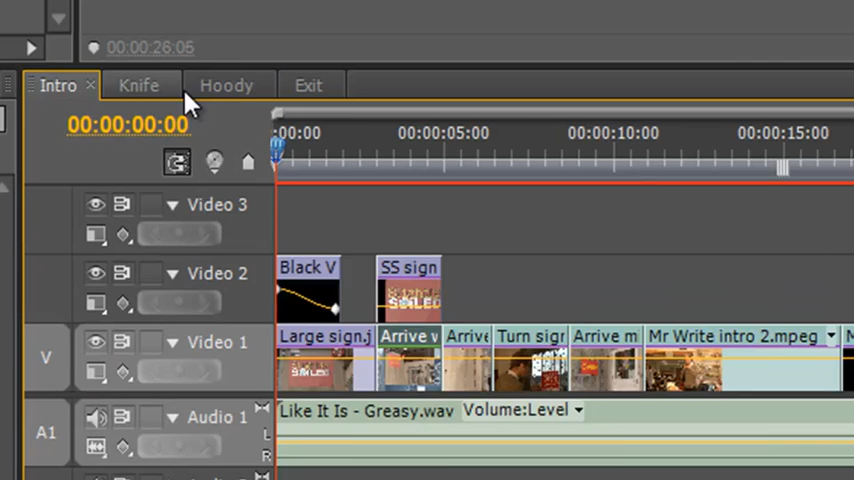 00:00:26:05
Intro × Knife Hoody Exit
00:00:00:00
:00:00 00:00:05:00 00:00:10:00 00:00:15:00
Video 3
Video 2
Black V
SS sign
V
Video 1
Large sign.j
Arrive v
Arrive
Turn sigr
Arrive m
Mr Write intro 2.mpeg
A1
Audio 1
L
R
Like It Is - Greasy.wav Volume:Level